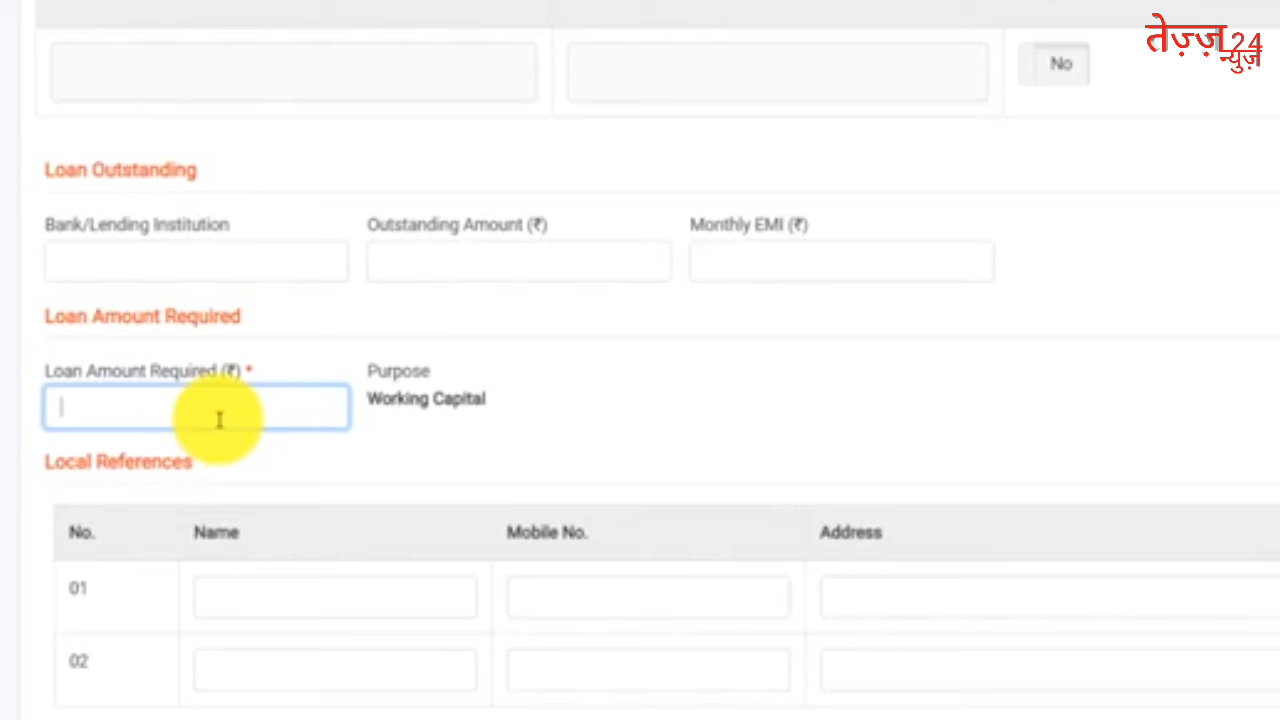 तेज़्ज़ 24
न्युज़
No
Loan Outstanding
Bank/Lending Institution Outstanding Amount (₹) Monthly EMI (₹)
Loan Amount Required
Loan Amount Required (₹) * Purpose
Working Capital
Local References
No. Name Mobile No. Address
01
02